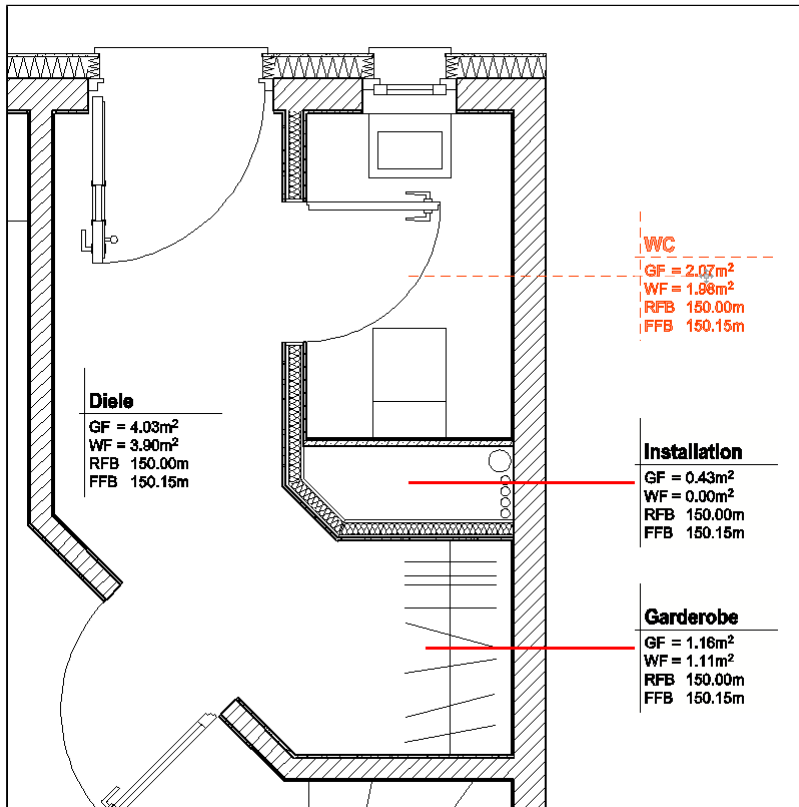 WC
GF = 2.07m²
WF = 1.98m²
RFB 150.00m
FFB 150.15m
Diele
GF = 4.03m²
WF = 3.90m²
RFB 150.00m
FFB 150.15m
Installation
GF = 0.43m²
WF = 0.00m²
RFB 150.00m
FFB 150.15m
Garderobe
GF = 1.16m²
WF = 1.11m²
RFB 150.00m
FFB 150.15m